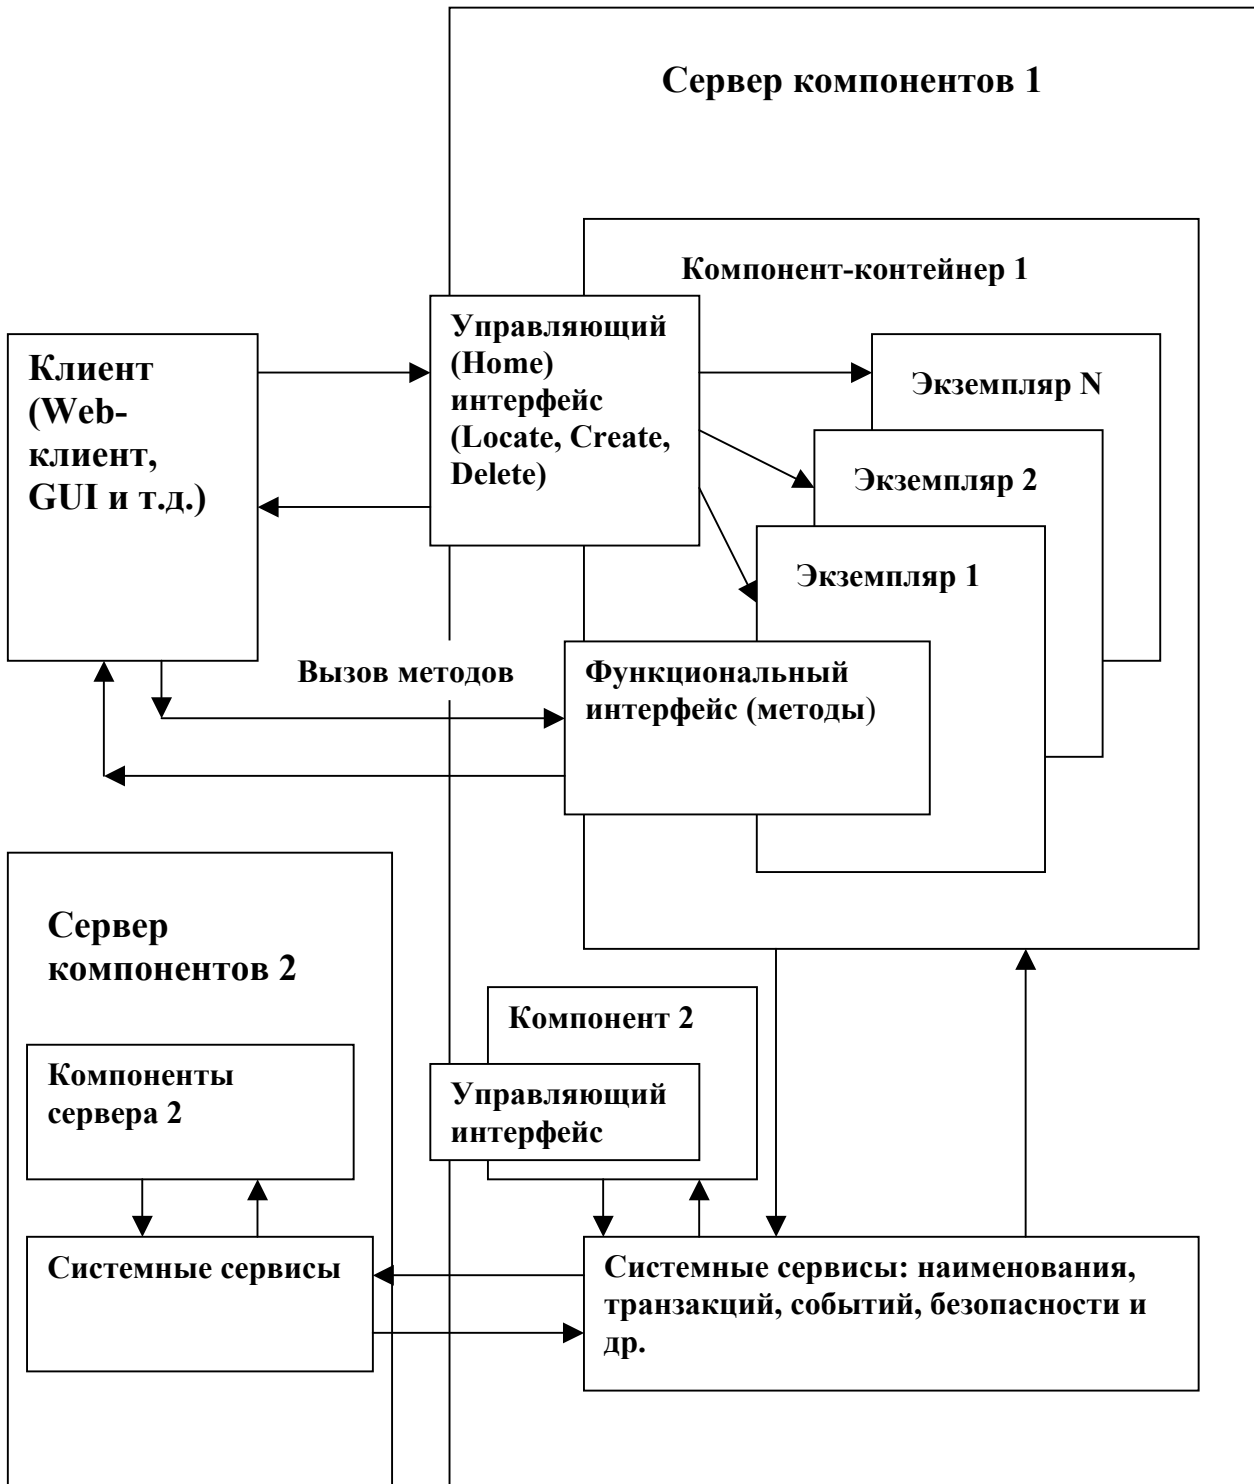 Сервер компонентов 1
Компонент-контейнер 1
Управляющий
(Home)
интерфейс
(Locate, Create,
Delete)
Клиент
(Web-
клиент,
GUI и т.д.)
Экземпляр N
Экземпляр 2
Экземпляр 1
Вызов методов
Функциональный
интерфейс (методы)
Сервер
компонентов 2
Компоненты
сервера 2
Системные сервисы
Компонент 2
Управляющий
интерфейс
Системные сервисы: наименования,
транзакций, событий, безопасности и
др.